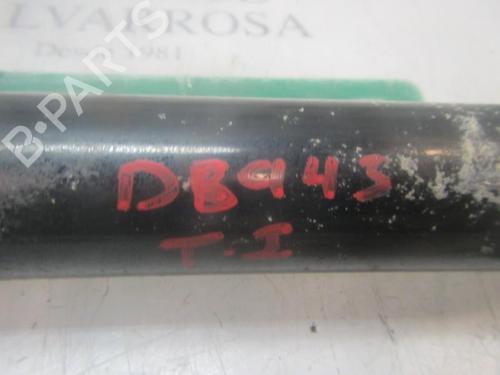 LVAROSA
Desde 1981
B-PARTS
DB943
T.I